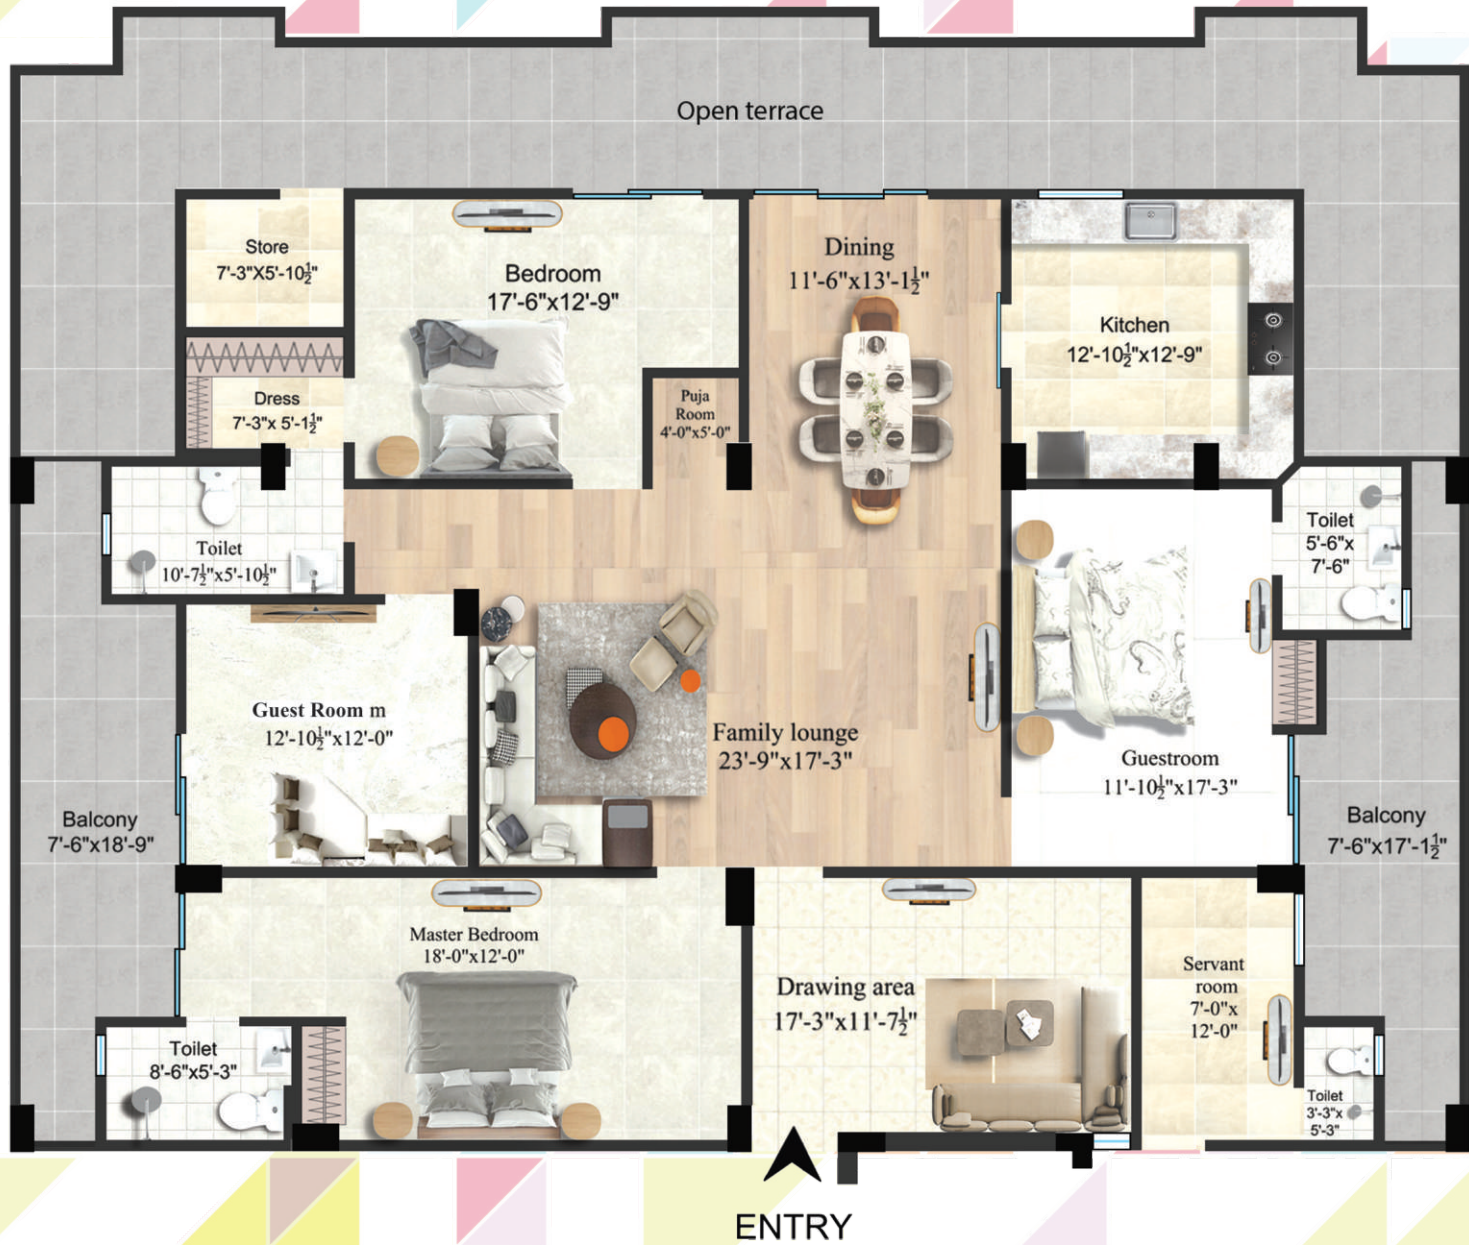 Open terrace
Store
7'-3"X5'-10½"
Bedroom
17'-6"x12'-9"
Dining
11'-6"x13'-1½"
Kitchen
12'-10½"x12'-9"
Dress
7'-3"x 5'-1½"
Puja
Room
4'-0"x5'-0"
Toilet
10'-7½"x5'-10½"
Toilet
5'-6"x
7'-6"
Guest Room m
12'-10½"x12'-0"
Family lounge
23'-9"x17'-3"
Guestroom
11'-10½"x17'-3"
Balcony
7'-6"x18'-9"
Balcony
7'-6"x17'-1½"
Master Bedroom
18'-0"x12'-0"
Drawing area
17'-3"x11'-7½"
Servant
room
7'-0"x
12'-0"
Toilet
8'-6"x5'-3"
Toilet
3'-3"x
5'-3"
ENTRY